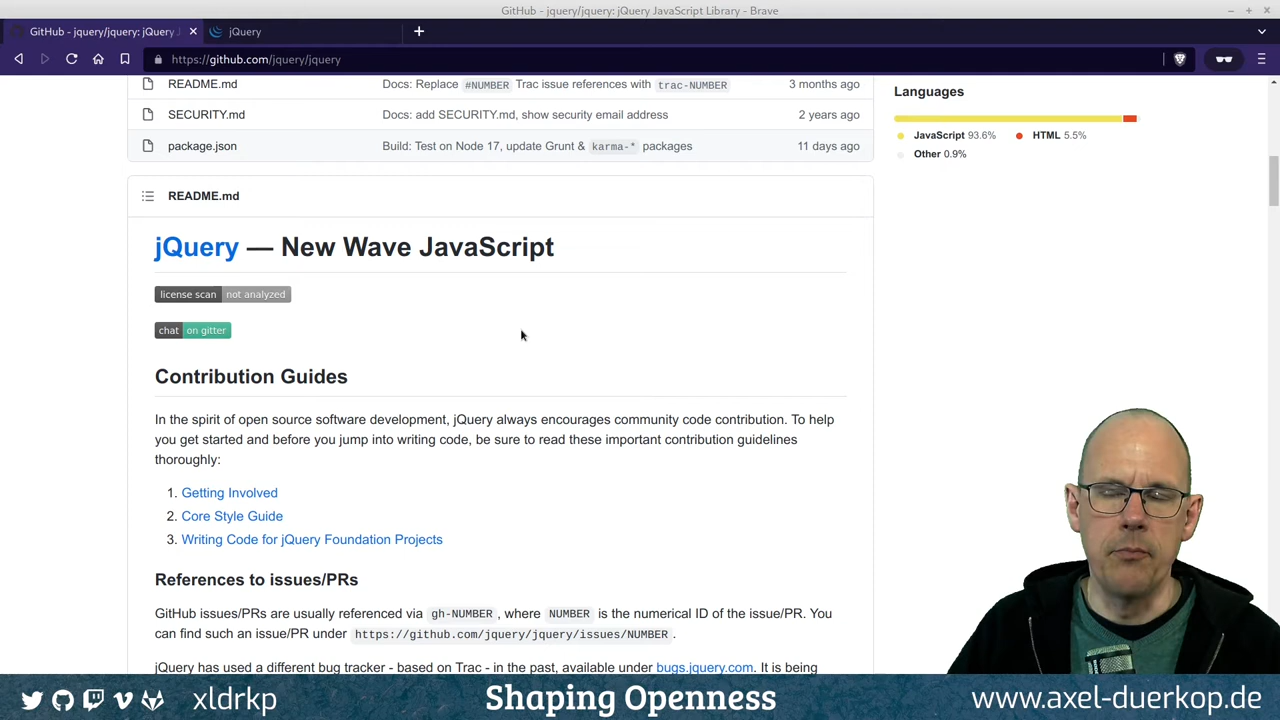 GitHub - jquery/jquery: jQuery JavaScript Library - Brave
GitHub - jquery/jquery: jQuery J
jQuery
https://github.com/jquery/jquery
README.md Docs: Replace #NUMBER Trac issue references with trac-NUMBER 3 months ago
SECURITY.md Docs: add SECURITY.md, show security email address 2 years ago
package.json Build: Test on Node 17, update Grunt & karma-* packages 11 days ago
Languages
JavaScript 93.6% HTML 5.5%
Other 0.9%
README.md
jQuery — New Wave JavaScript
license scan not analyzed
chat on gitter
Contribution Guides
In the spirit of open source software development, jQuery always encourages community code contribution. To help
you get started and before you jump into writing code, be sure to read these important contribution guidelines
thoroughly:
1. Getting Involved
2. Core Style Guide
3. Writing Code for jQuery Foundation Projects
References to issues/PRs
GitHub issues/PRs are usually referenced via gh-NUMBER, where NUMBER is the numerical ID of the issue/PR. You
can find such an issue/PR under https://github.com/jquery/jquery/issues/NUMBER.
jQuery has used a different bug tracker - based on Trac - in the past, available under bugs.jquery.com. It is being
xldrkp
Shaping Openness
www.axel-duerkop.de